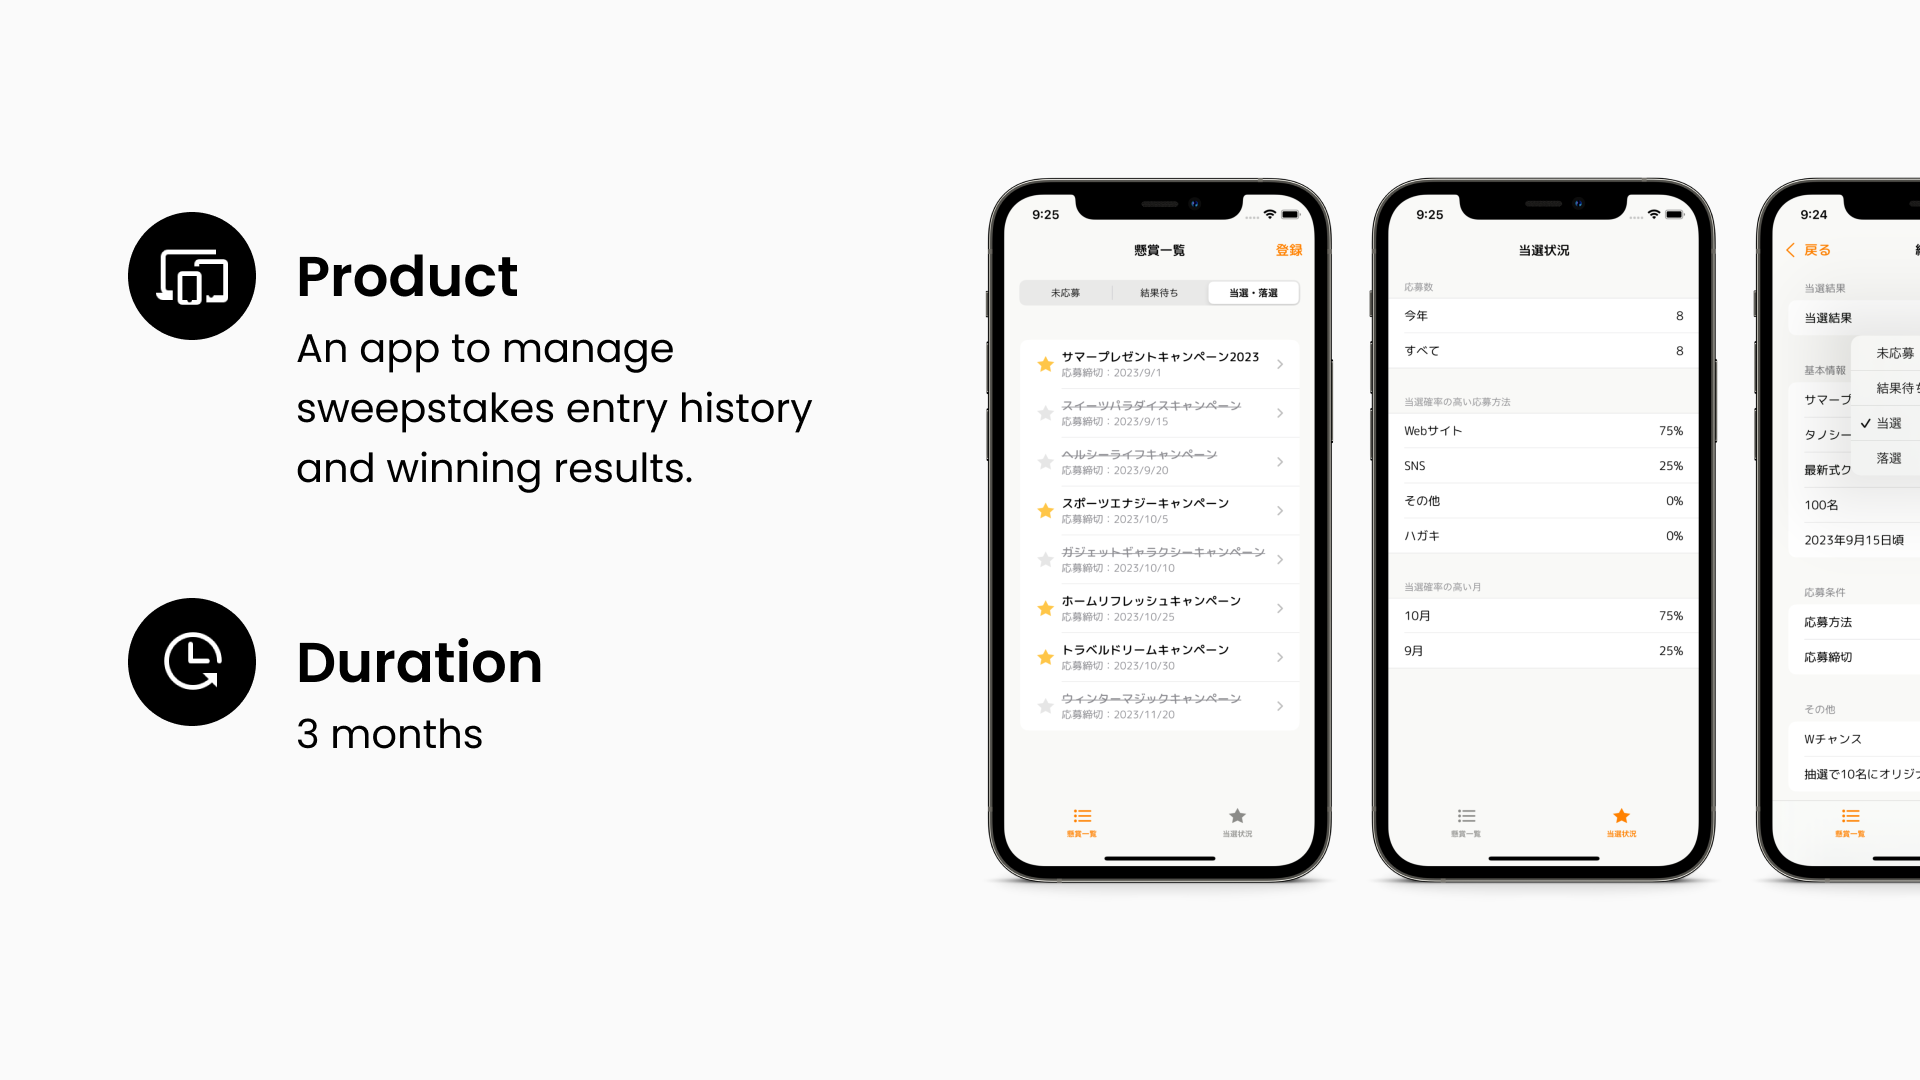 Product
An app to manage
sweepstakes entry history
and winning results.
Duration
3 months
9:25
懸賞一覧
登録
未応募
結果待ち
当選・落選
サマープレゼントキャンペーン2023
応募締切：2023/9/1
スイーツパラダイスキャンペーン
応募締切：2023/9/15
ヘルシーライフキャンペーン
応募締切：2023/9/20
スポーツエナジーキャンペーン
応募締切：2023/10/5
ガジェットギャラクシーキャンペーン
応募締切：2023/10/10
ホームリフレッシュキャンペーン
応募締切：2023/10/25
トラベルドリームキャンペーン
応募締切：2023/10/30
ウィンターマジックキャンペーン
応募締切：2023/11/20
懸賞一覧
当選状況
9:25
当選状況
応募数
今年 8
すべて 8
当選確率の高い応募方法
Webサイト 75%
SNS 25%
その他 0%
ハガキ 0%
当選確率の高い月
10月 75%
9月 25%
懸賞一覧
当選状況
9:24
戻る
当選結果
当選結果
未応募
結果待ち
当選
落選
基本情報
サマープ
タノシー
最新式ク
100名
2023年9月15日頃
応募条件
応募方法
応募締切
その他
Wチャンス
抽選で10名にオリジ
懸賞一覧